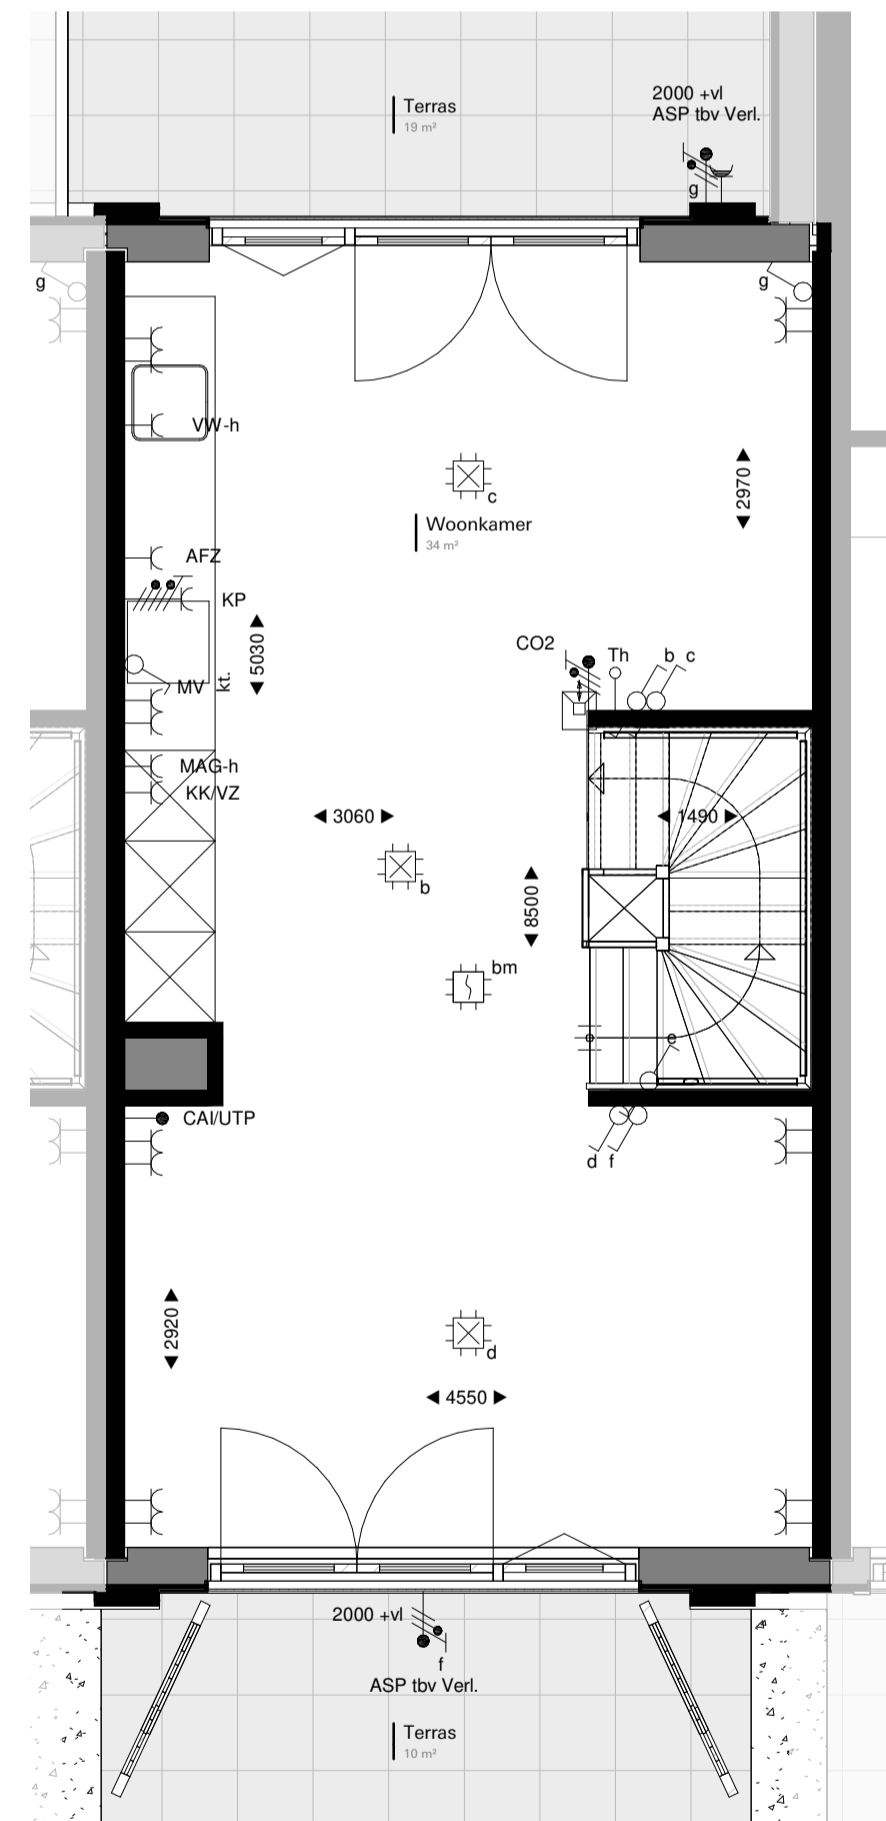 2000 +vl
ASP tbv Verl.
Terras
19 m²
g
g
g
VW-h
c
2970
Woonkamer
34 m²
AFZ
KP
5030
kt.
MV
CO2
Th
b
c
MAG-h
KK/VZ
3060
1490
b
8500
bm
e
CAI/UTP
d
f
2920
d
4550
2000 +vl
f
ASP tbv Verl.
Terras
10 m²